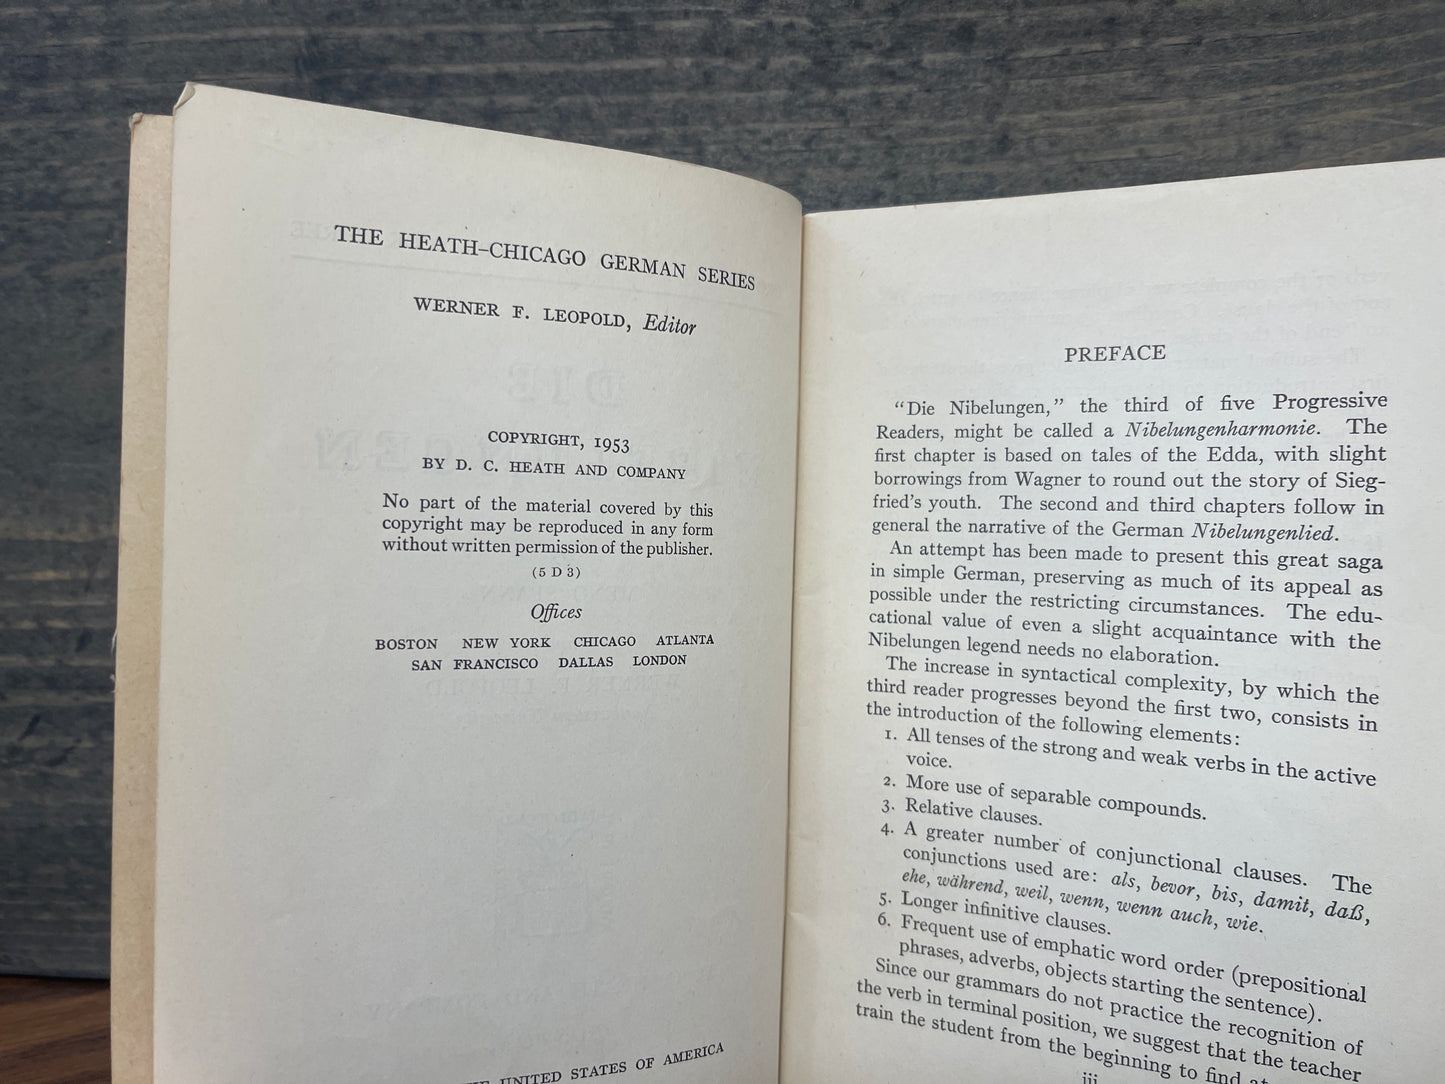 THE HEATH–CHICAGO GERMAN SERIES
WERNER F. LEOPOLD, Editor
COPYRIGHT, 1953
BY D. C. HEATH AND COMPANY
No part of the material covered by this
copyright may be reproduced in any form
without written permission of the publisher.
(5 D 3)
Offices
BOSTON NEW YORK CHICAGO ATLANTA
SAN FRANCISCO DALLAS LONDON
UNITED STATES OF AMERICA
PREFACE
“Die Nibelungen,” the third of five Progressive
Readers, might be called a Nibelungenharmonie. The
first chapter is based on tales of the Edda, with slight
borrowings from Wagner to round out the story of Sieg-
fried’s youth. The second and third chapters follow in
general the narrative of the German Nibelungenlied.
An attempt has been made to present this great saga
in simple German, preserving as much of its appeal as
possible under the restricting circumstances. The edu-
cational value of even a slight acquaintance with the
Nibelungen legend needs no elaboration.
The increase in syntactical complexity, by which the
third reader progresses beyond the first two, consists in
the introduction of the following elements:
1. All tenses of the strong and weak verbs in the active
voice.
2. More use of separable compounds.
3. Relative clauses.
4. A greater number of conjunctional clauses. The
conjunctions used are: als, bevor, bis, damit, daß,
ehe, während, weil, wenn, wenn auch, wie.
5. Longer infinitive clauses.
6. Frequent use of emphatic word order (prepositional
phrases, adverbs, objects starting the sentence).
Since our grammars do not practice the recognition of
the verb in terminal position, we suggest that the teacher
train the student from the beginning to find
iii